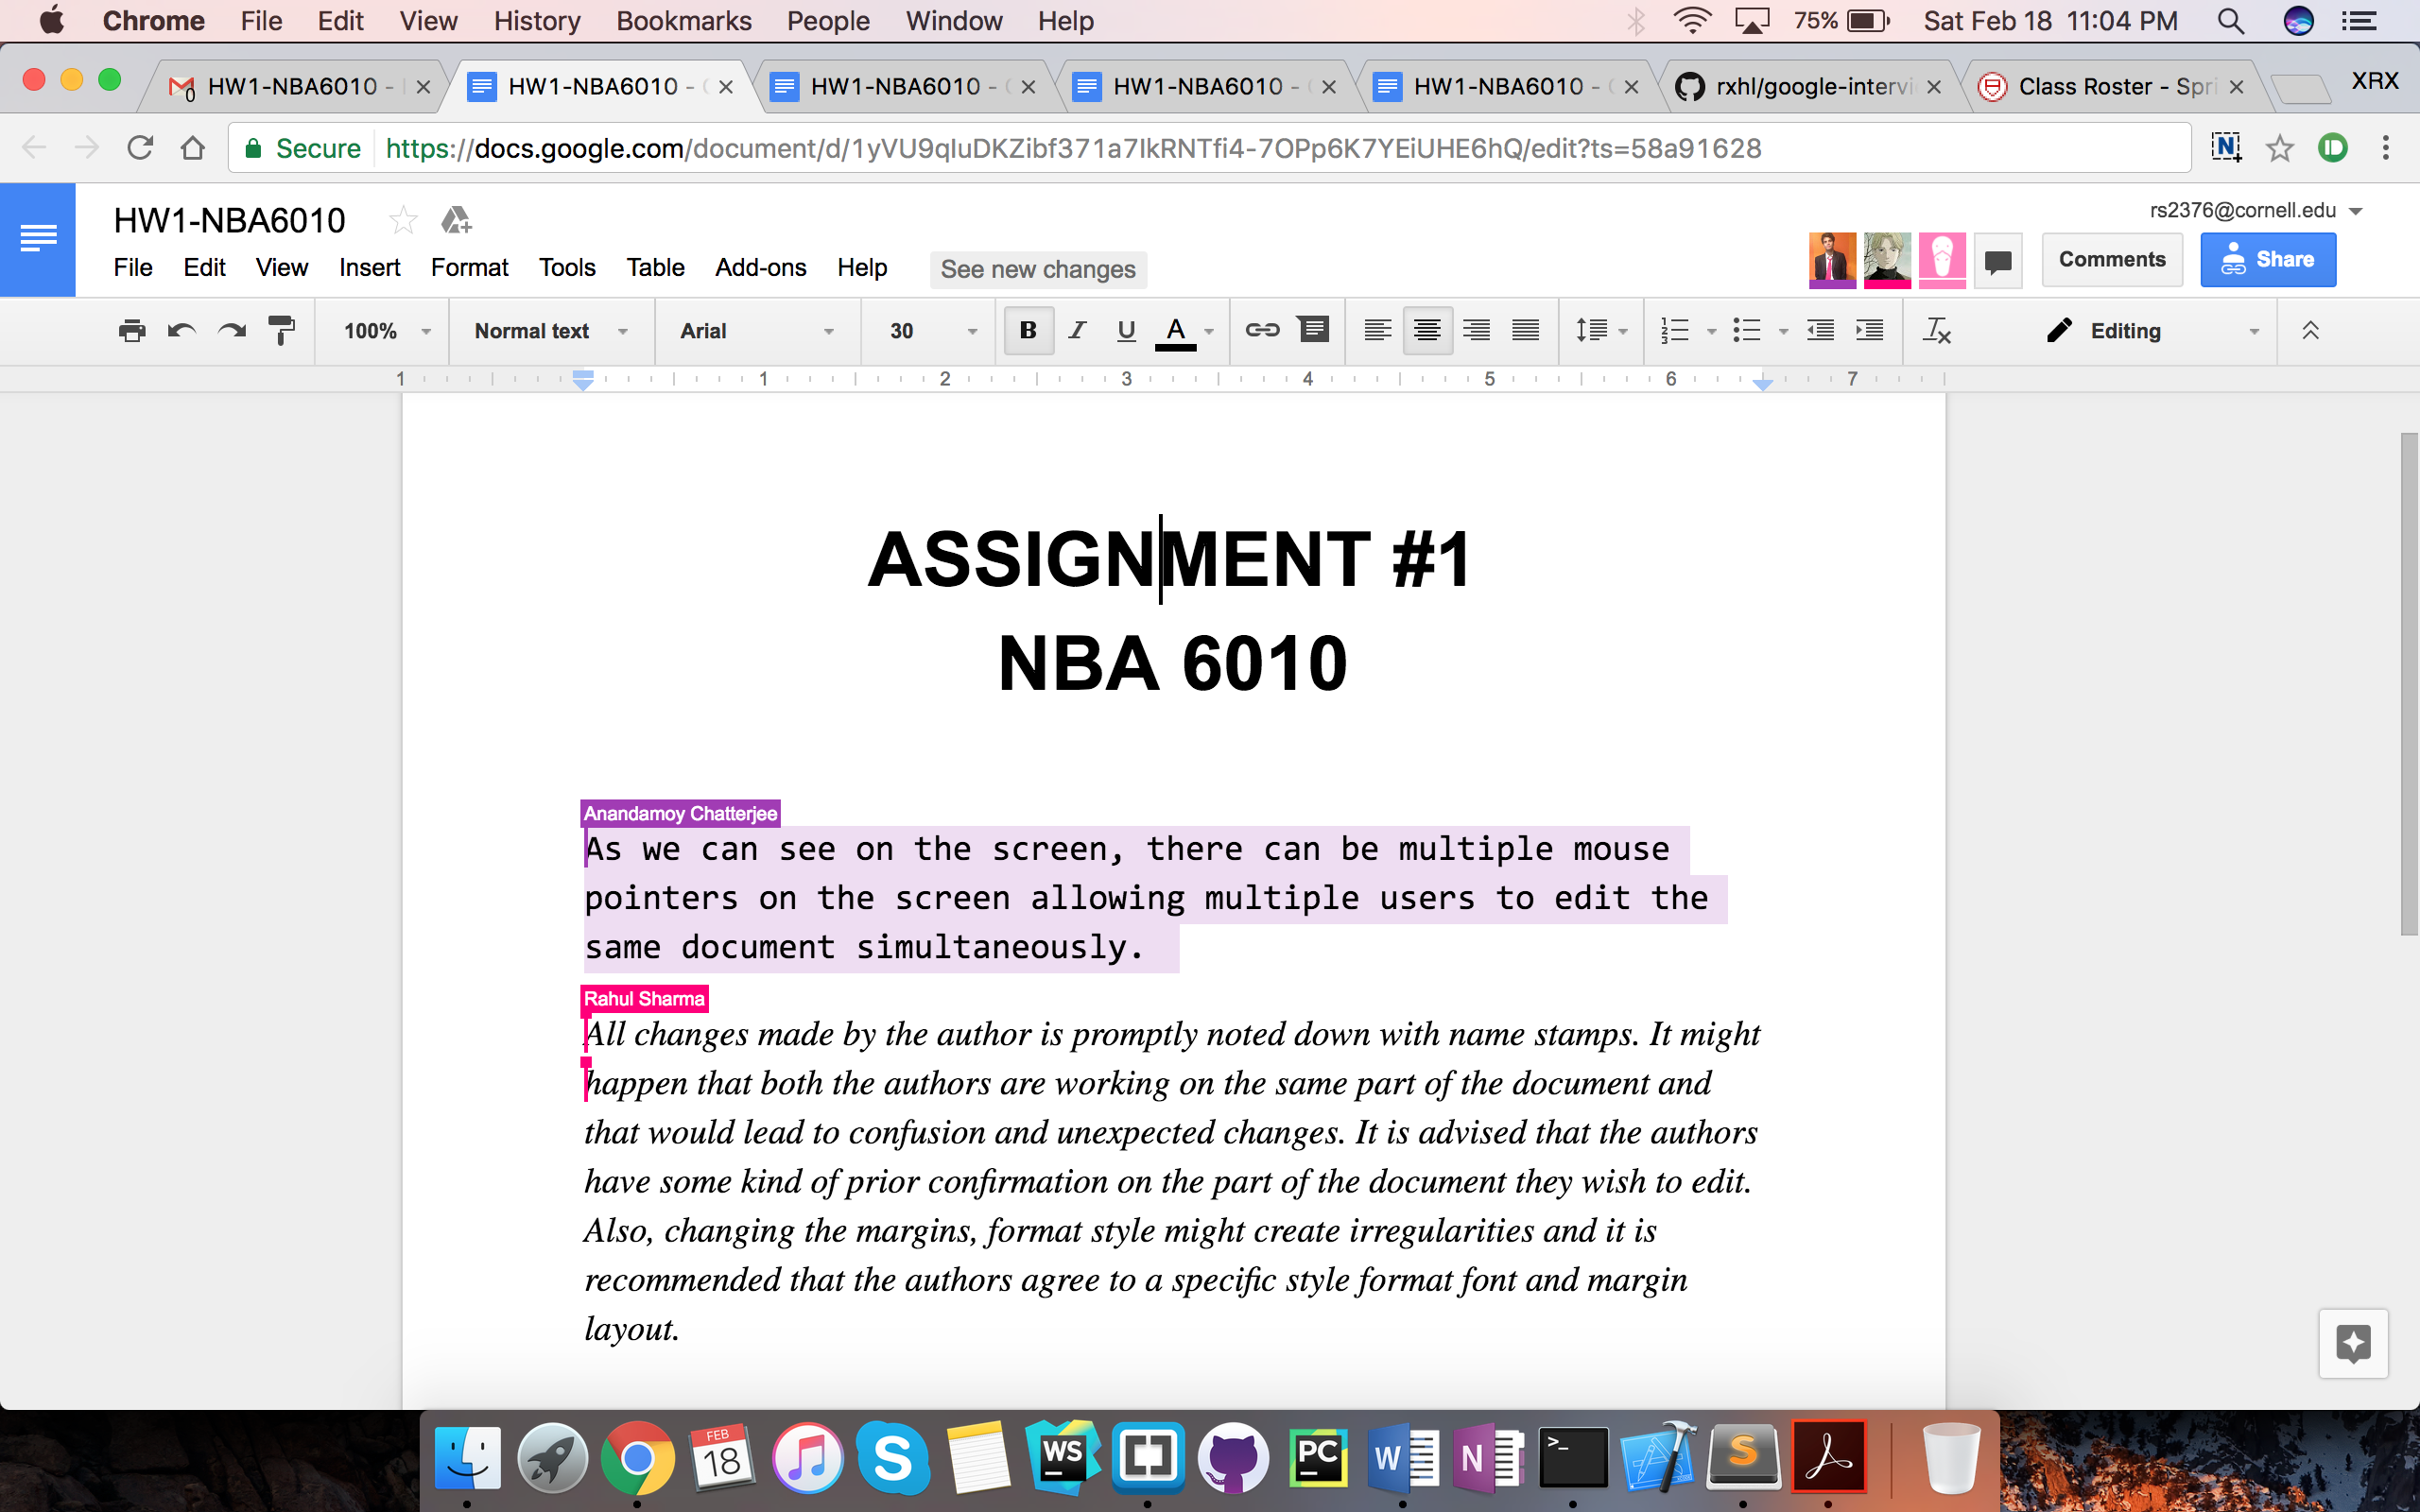 Chrome File Edit View History Bookmarks People Window Help 75% Sat Feb 18 11:04 PM
HW1-NBA6010 - HW1-NBA6010 - HW1-NBA6010 - HW1-NBA6010 - HW1-NBA6010 - rxhl/google-intervi Class Roster - Spri XRX
Secure https://docs.google.com/document/d/1yVU9qIuDKZibf371a7IkRNTfi4-7OPp6K7YEiUHE6hQ/edit?ts=58a91628
HW1-NBA6010 rs2376@cornell.edu
File Edit View Insert Format Tools Table Add-ons Help See new changes Comments Share
100% Normal text Arial 30 B I U A Editing
1 1 2 3 4 5 6 7
ASSIGNMENT #1
NBA 6010
Anandamoy Chatterjee
As we can see on the screen, there can be multiple mouse
pointers on the screen allowing multiple users to edit the
same document simultaneously.
Rahul Sharma
All changes made by the author is promptly noted down with name stamps. It might
happen that both the authors are working on the same part of the document and
that would lead to confusion and unexpected changes. It is advised that the authors
have some kind of prior confirmation on the part of the document they wish to edit.
Also, changing the margins, format style might create irregularities and it is
recommended that the authors agree to a specific style format font and margin
layout.
FEB
18
WS
PC